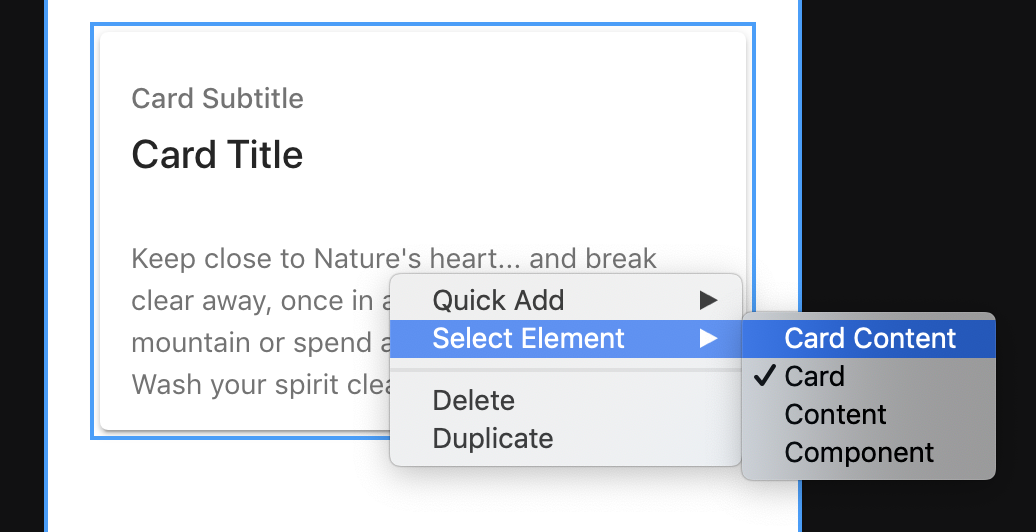 Card Subtitle
Card Title
Keep close to Nature's heart... and break
clear away, once in a
mountain or spend a
Wash your spirit clea
Quick Add
Select Element
Delete
Duplicate
Card Content
Card
Content
Component